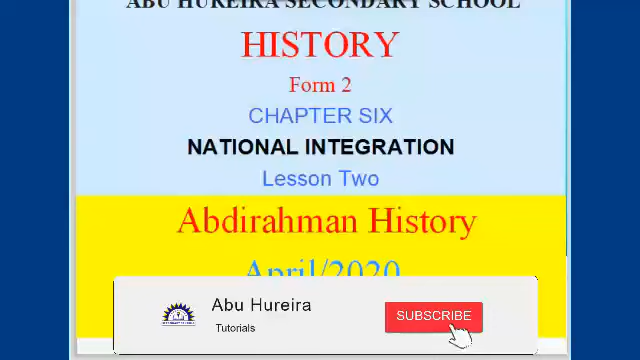 ABU HUREIRA SECONDARY SCHOOL
HISTORY
Form 2
CHAPTER SIX
NATIONAL INTEGRATION
Lesson Two
Abdirahman History
April/2020
Abu Hureira
Tutorials
SUBSCRIBE